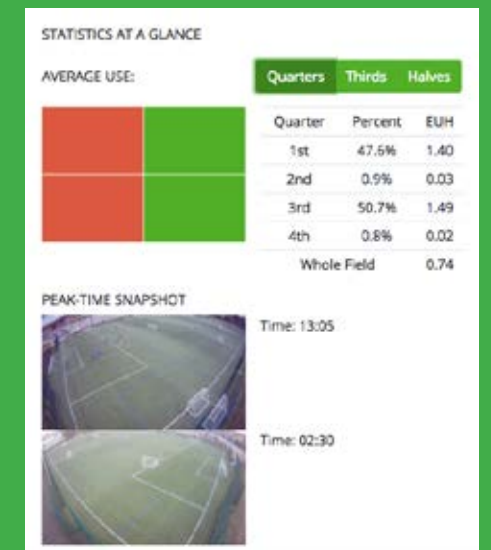 STATISTICS AT A GLANCE
AVERAGE USE:
Quarters Thirds Halves
Quarter Percent EUH
1st 47.6% 1.40
2nd 0.9% 0.03
3rd 50.7% 1.49
4th 0.8% 0.02
Whole Field 0.74
PEAK-TIME SNAPSHOT
Time: 13:05
Time: 02:30